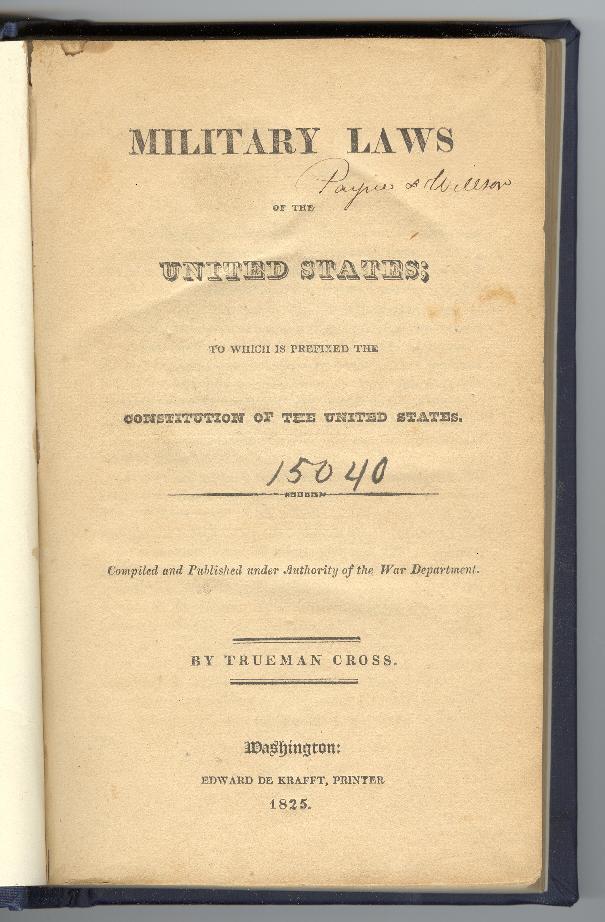 MILITARY LAWS
Payne & Willson
OF THE
UNITED STATES;
TO WHICH IS PREFIXED THE
CONSTITUTION OF THE UNITED STATES.
15040
Compiled and Published under Authority of the War Department.
BY TRUEMAN CROSS.
Washington:
EDWARD DE KRAFFT, PRINTER
1825.